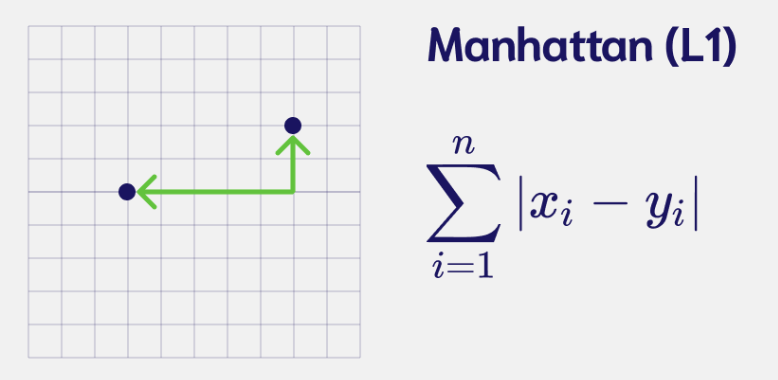 Manhattan (L1)
n
∑ |xᵢ − yᵢ|
i=1